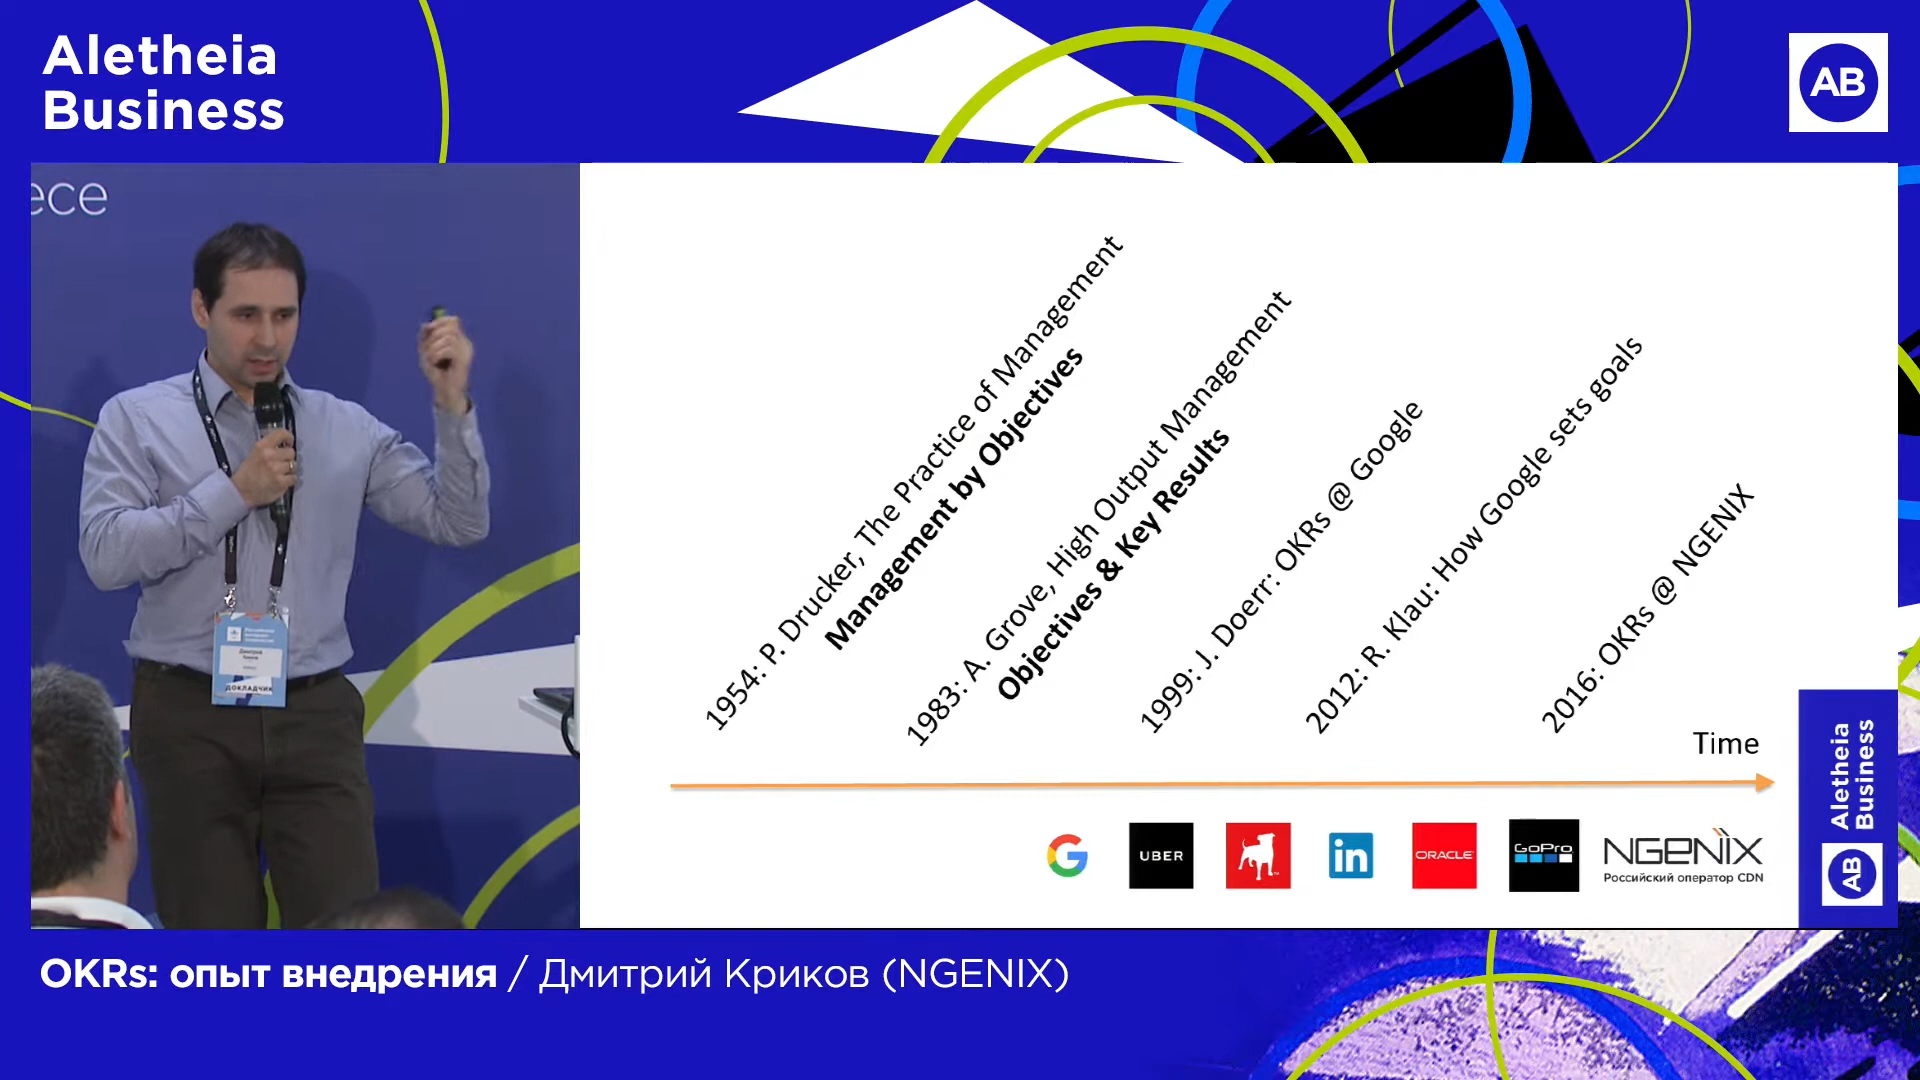 Aletheia
Business
AB
ece
Дмитрий
ДОКЛАДЧИК
1954: P. Drucker, The Practice of Management
Management by Objectives
1983: A. Grove, High Output Management
Objectives & Key Results
1999: J. Doerr: OKRs @ Google
2012: R. Klau: How Google sets goals
2016: OKRs @ NGENIX
Time
G
UBER
in
ORACLE
GoPro
NGENIX
Российский оператор CDN
Aletheia
Business
AB
OKRs: опыт внедрения / Дмитрий Криков (NGENIX)